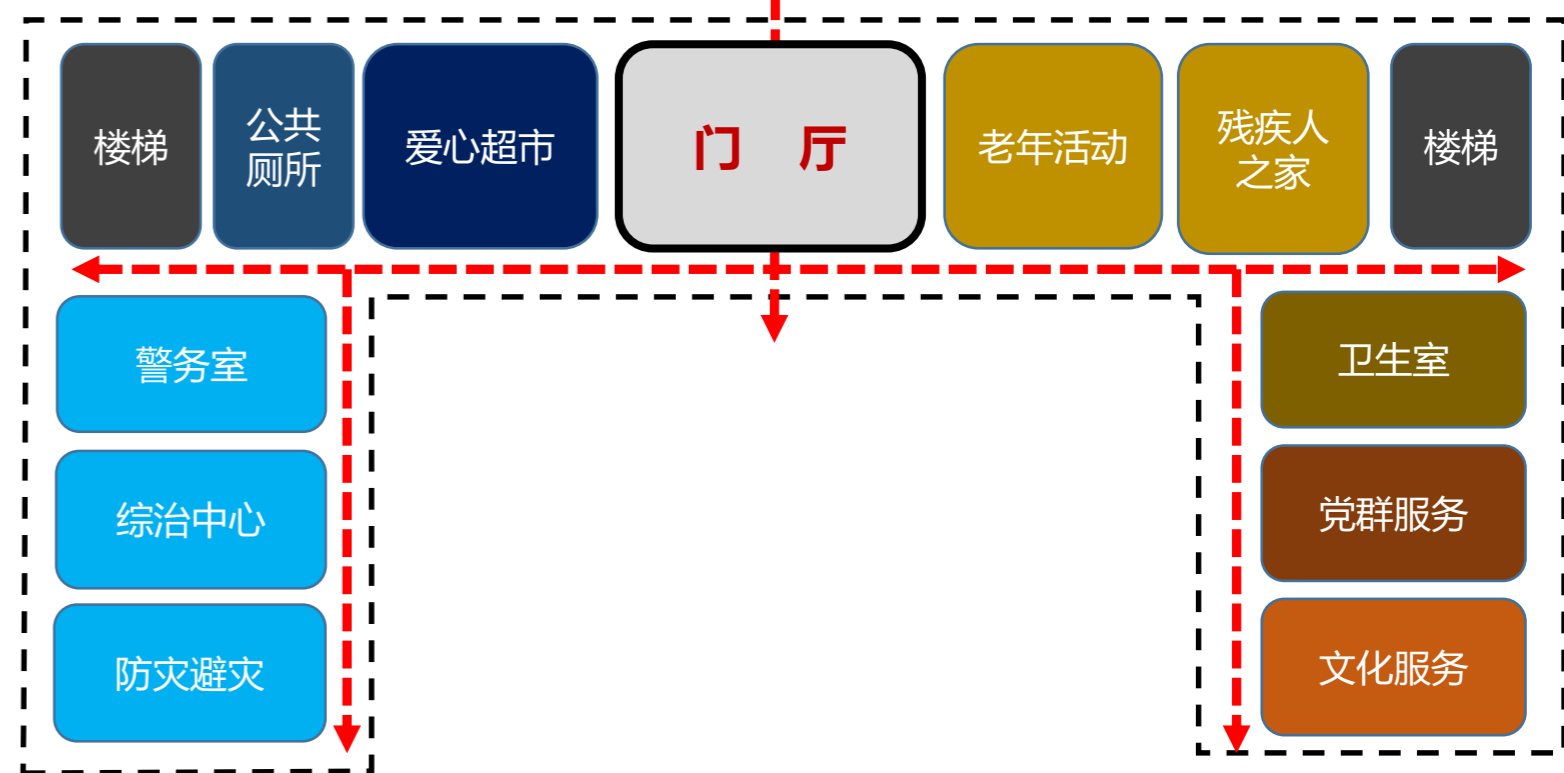 楼梯
公共
厕所
爱心超市
门 厅
老年活动
残疾人
之家
楼梯
警务室
综治中心
防灾避灾
卫生室
党群服务
文化服务